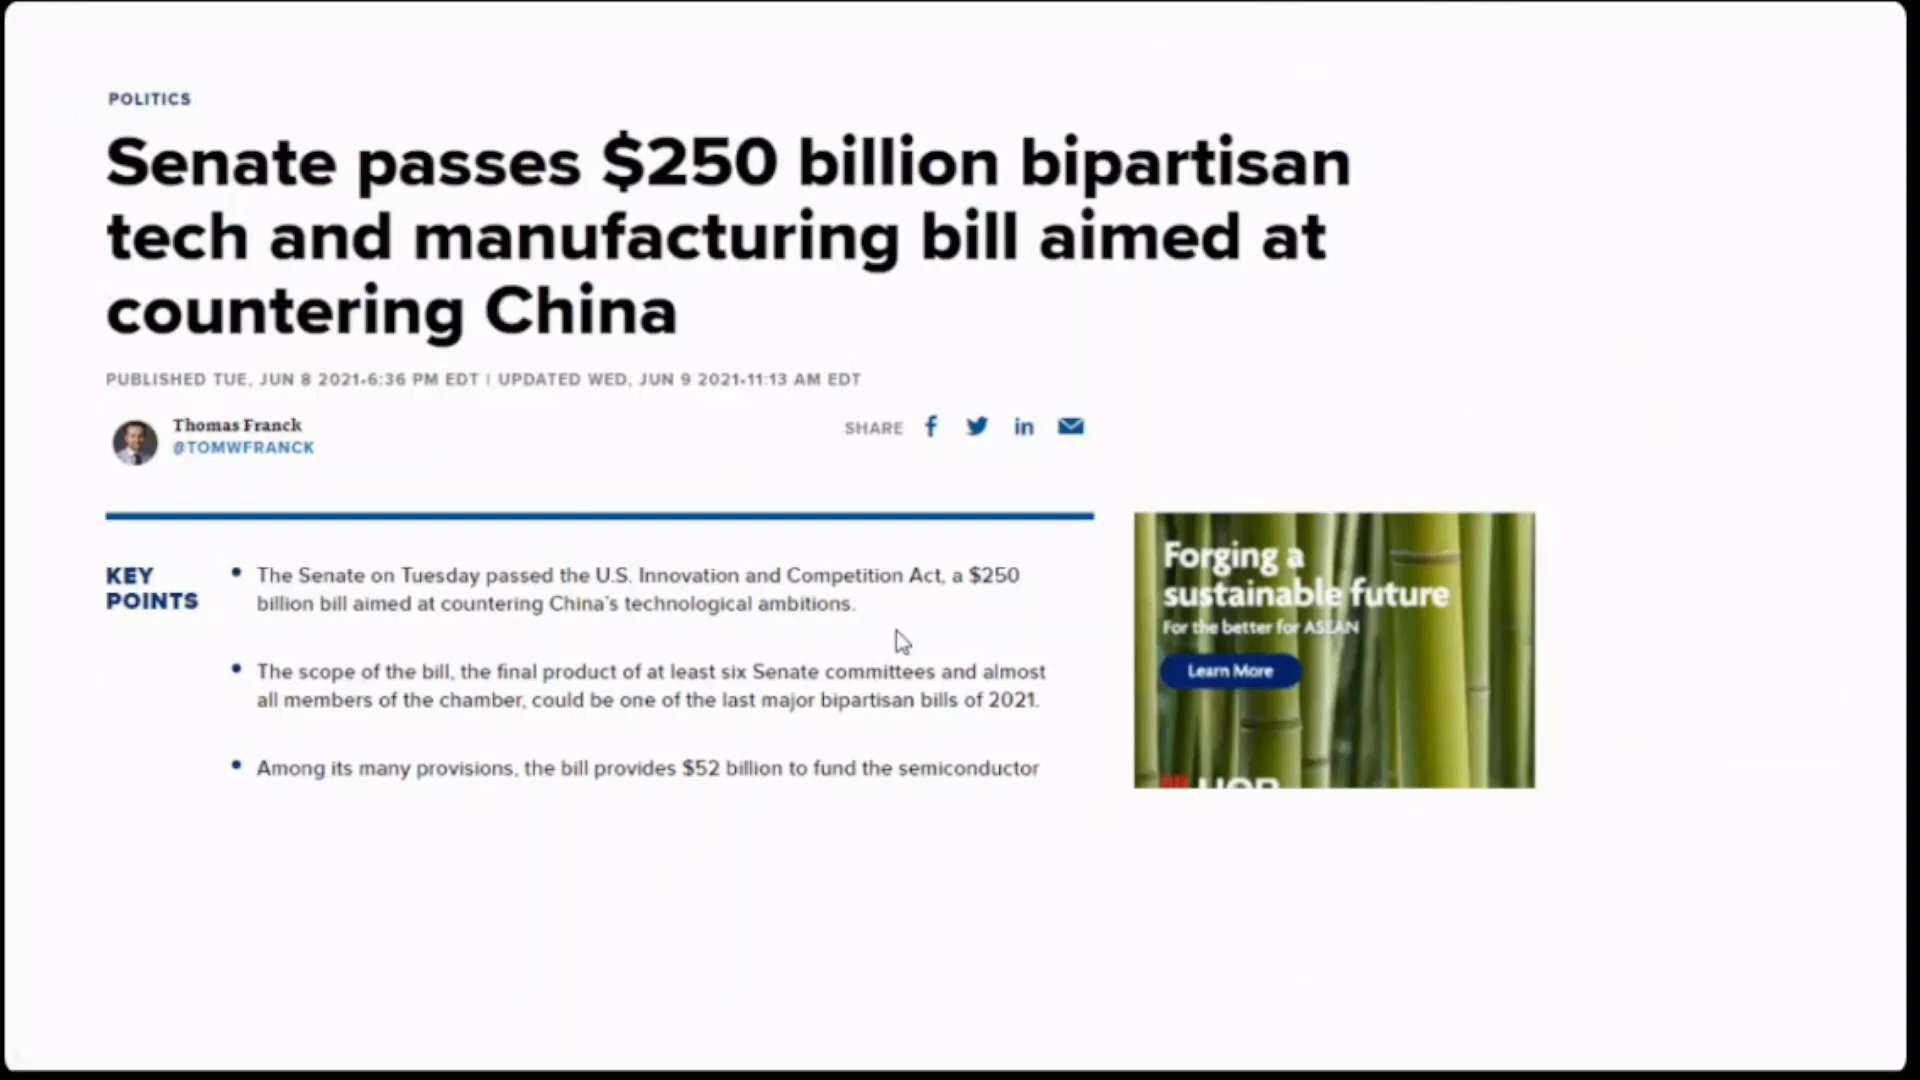 POLITICS
Senate passes $250 billion bipartisan
tech and manufacturing bill aimed at
countering China
PUBLISHED TUE, JUN 8 2021•6:36 PM EDT | UPDATED WED, JUN 9 2021•11:13 AM EDT
Thomas Franck
@TOMWFRANCK
SHARE
KEY
POINTS
• The Senate on Tuesday passed the U.S. Innovation and Competition Act, a $250
billion bill aimed at countering China's technological ambitions.
• The scope of the bill, the final product of at least six Senate committees and almost
all members of the chamber, could be one of the last major bipartisan bills of 2021.
• Among its many provisions, the bill provides $52 billion to fund the semiconductor
Forging a
sustainable future
For the better for ASEAN
Learn More